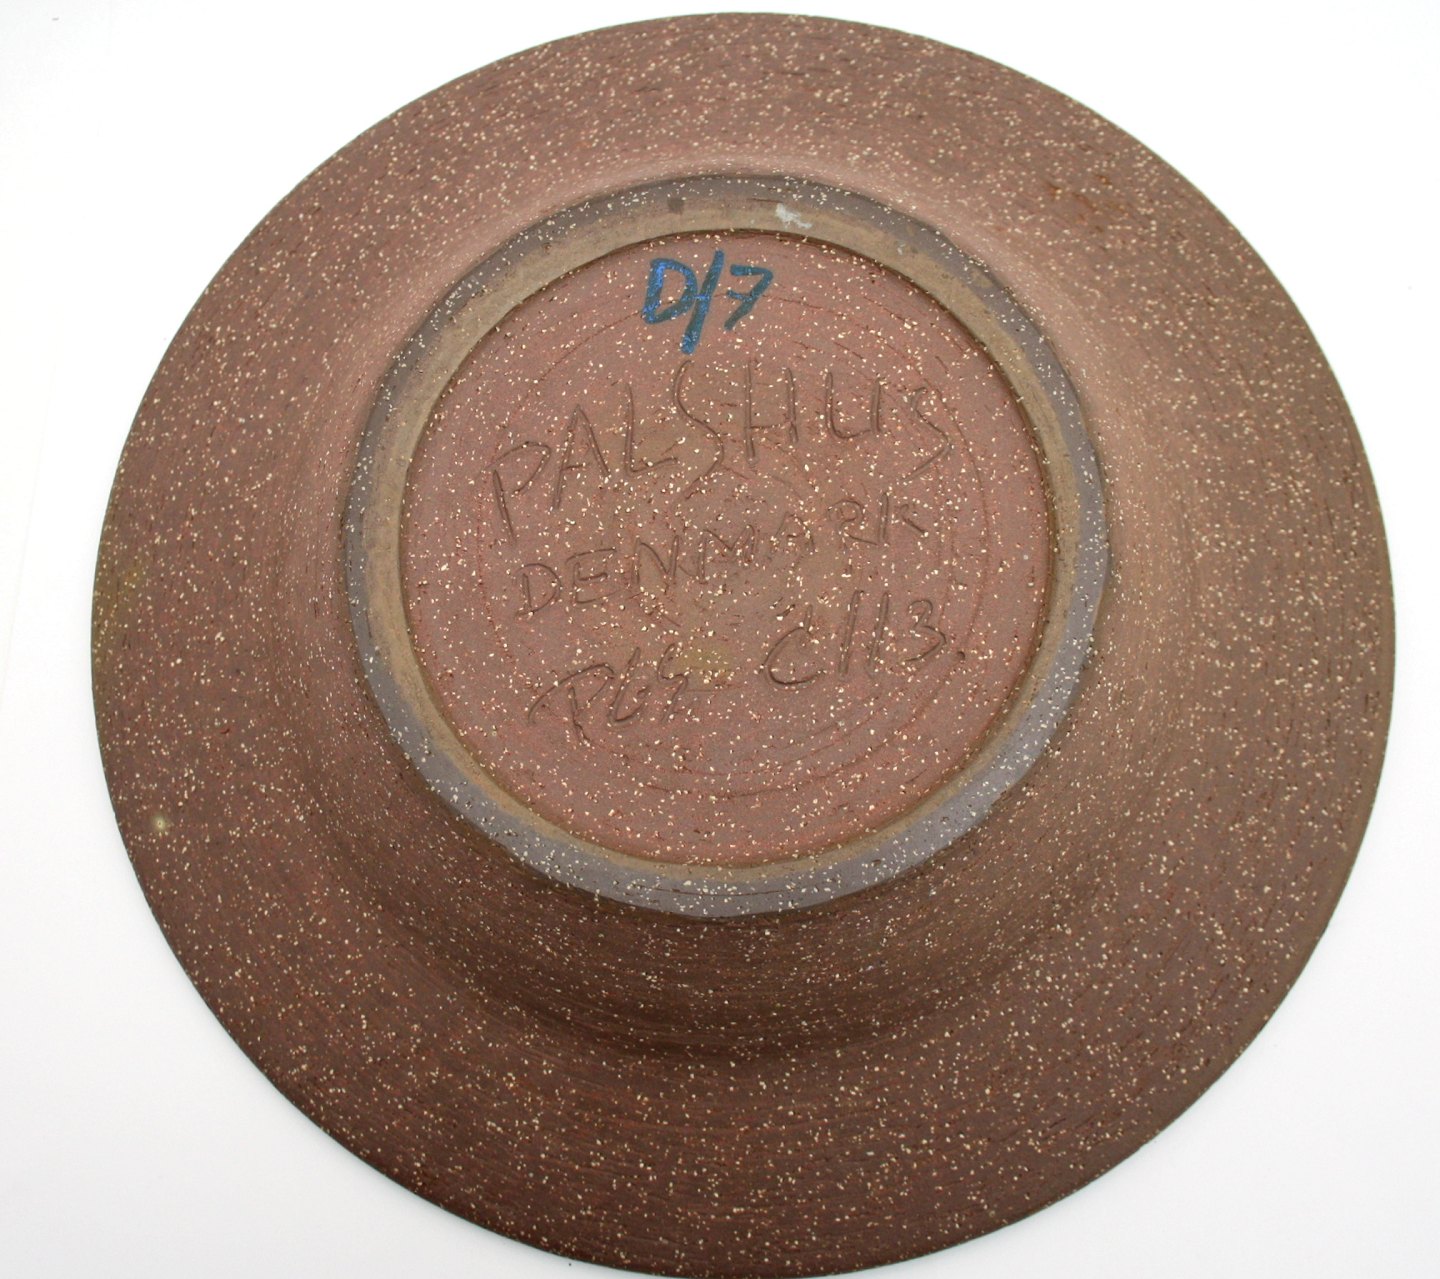 D/7
PALSHUS
DENMARK
C113